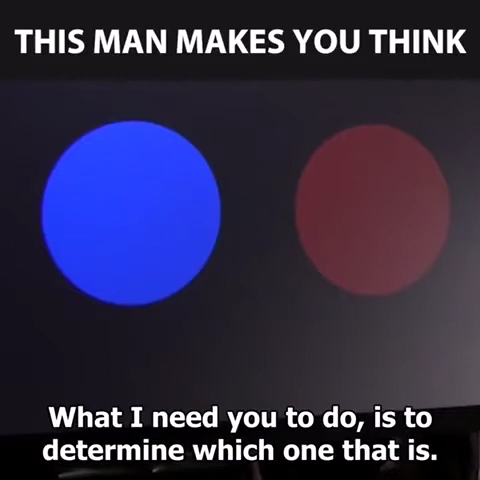 THIS MAN MAKES YOU THINK
What I need you to do, is to
determine which one that is.